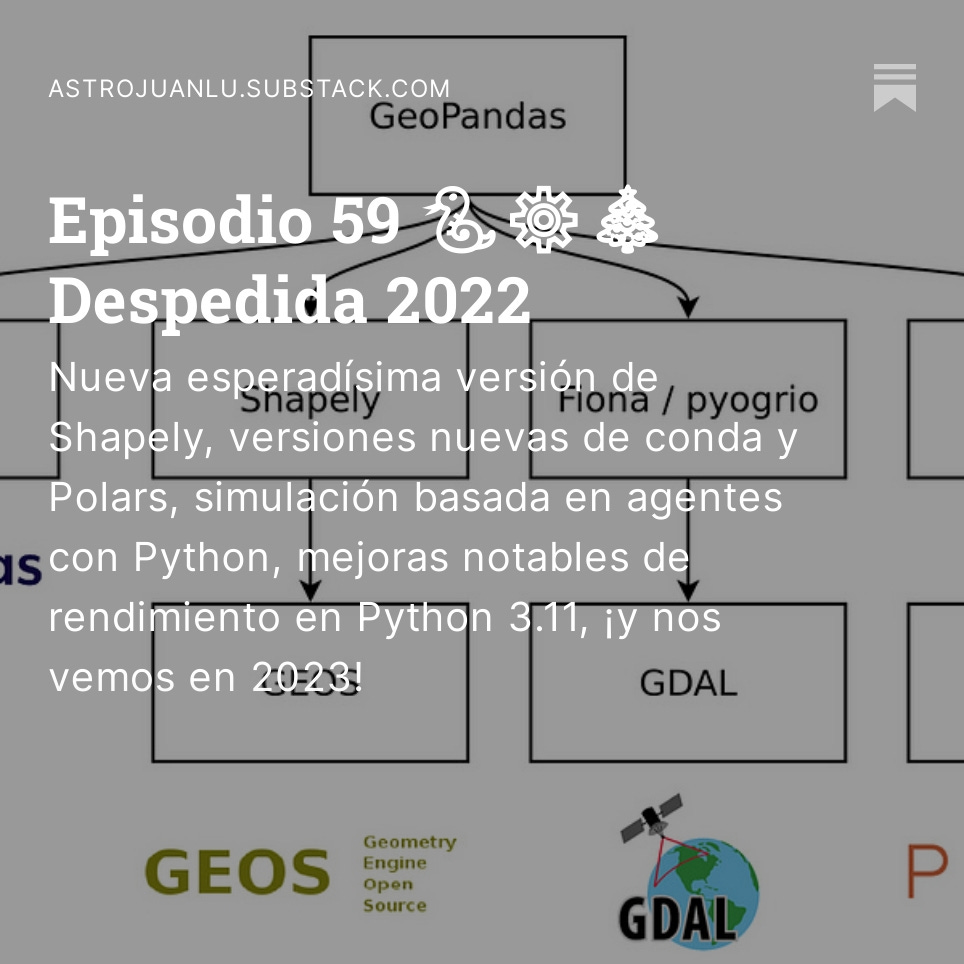 ASTROJUANLU.SUBSTACK.COM
GeoPandas
Episodio 59 🐍⚙️🎄
Despedida 2022
Nueva esperadísima versión de
Shapely, versiones nuevas de conda y
Polars, simulación basada en agentes
con Python, mejoras notables de
rendimiento en Python 3.11, ¡y nos
vemos en 2023!
Shapely
Fiona / pyogrio
as
GEOS
GDAL
GEOS
Geometry
Engine
Open
Source
GDAL
P